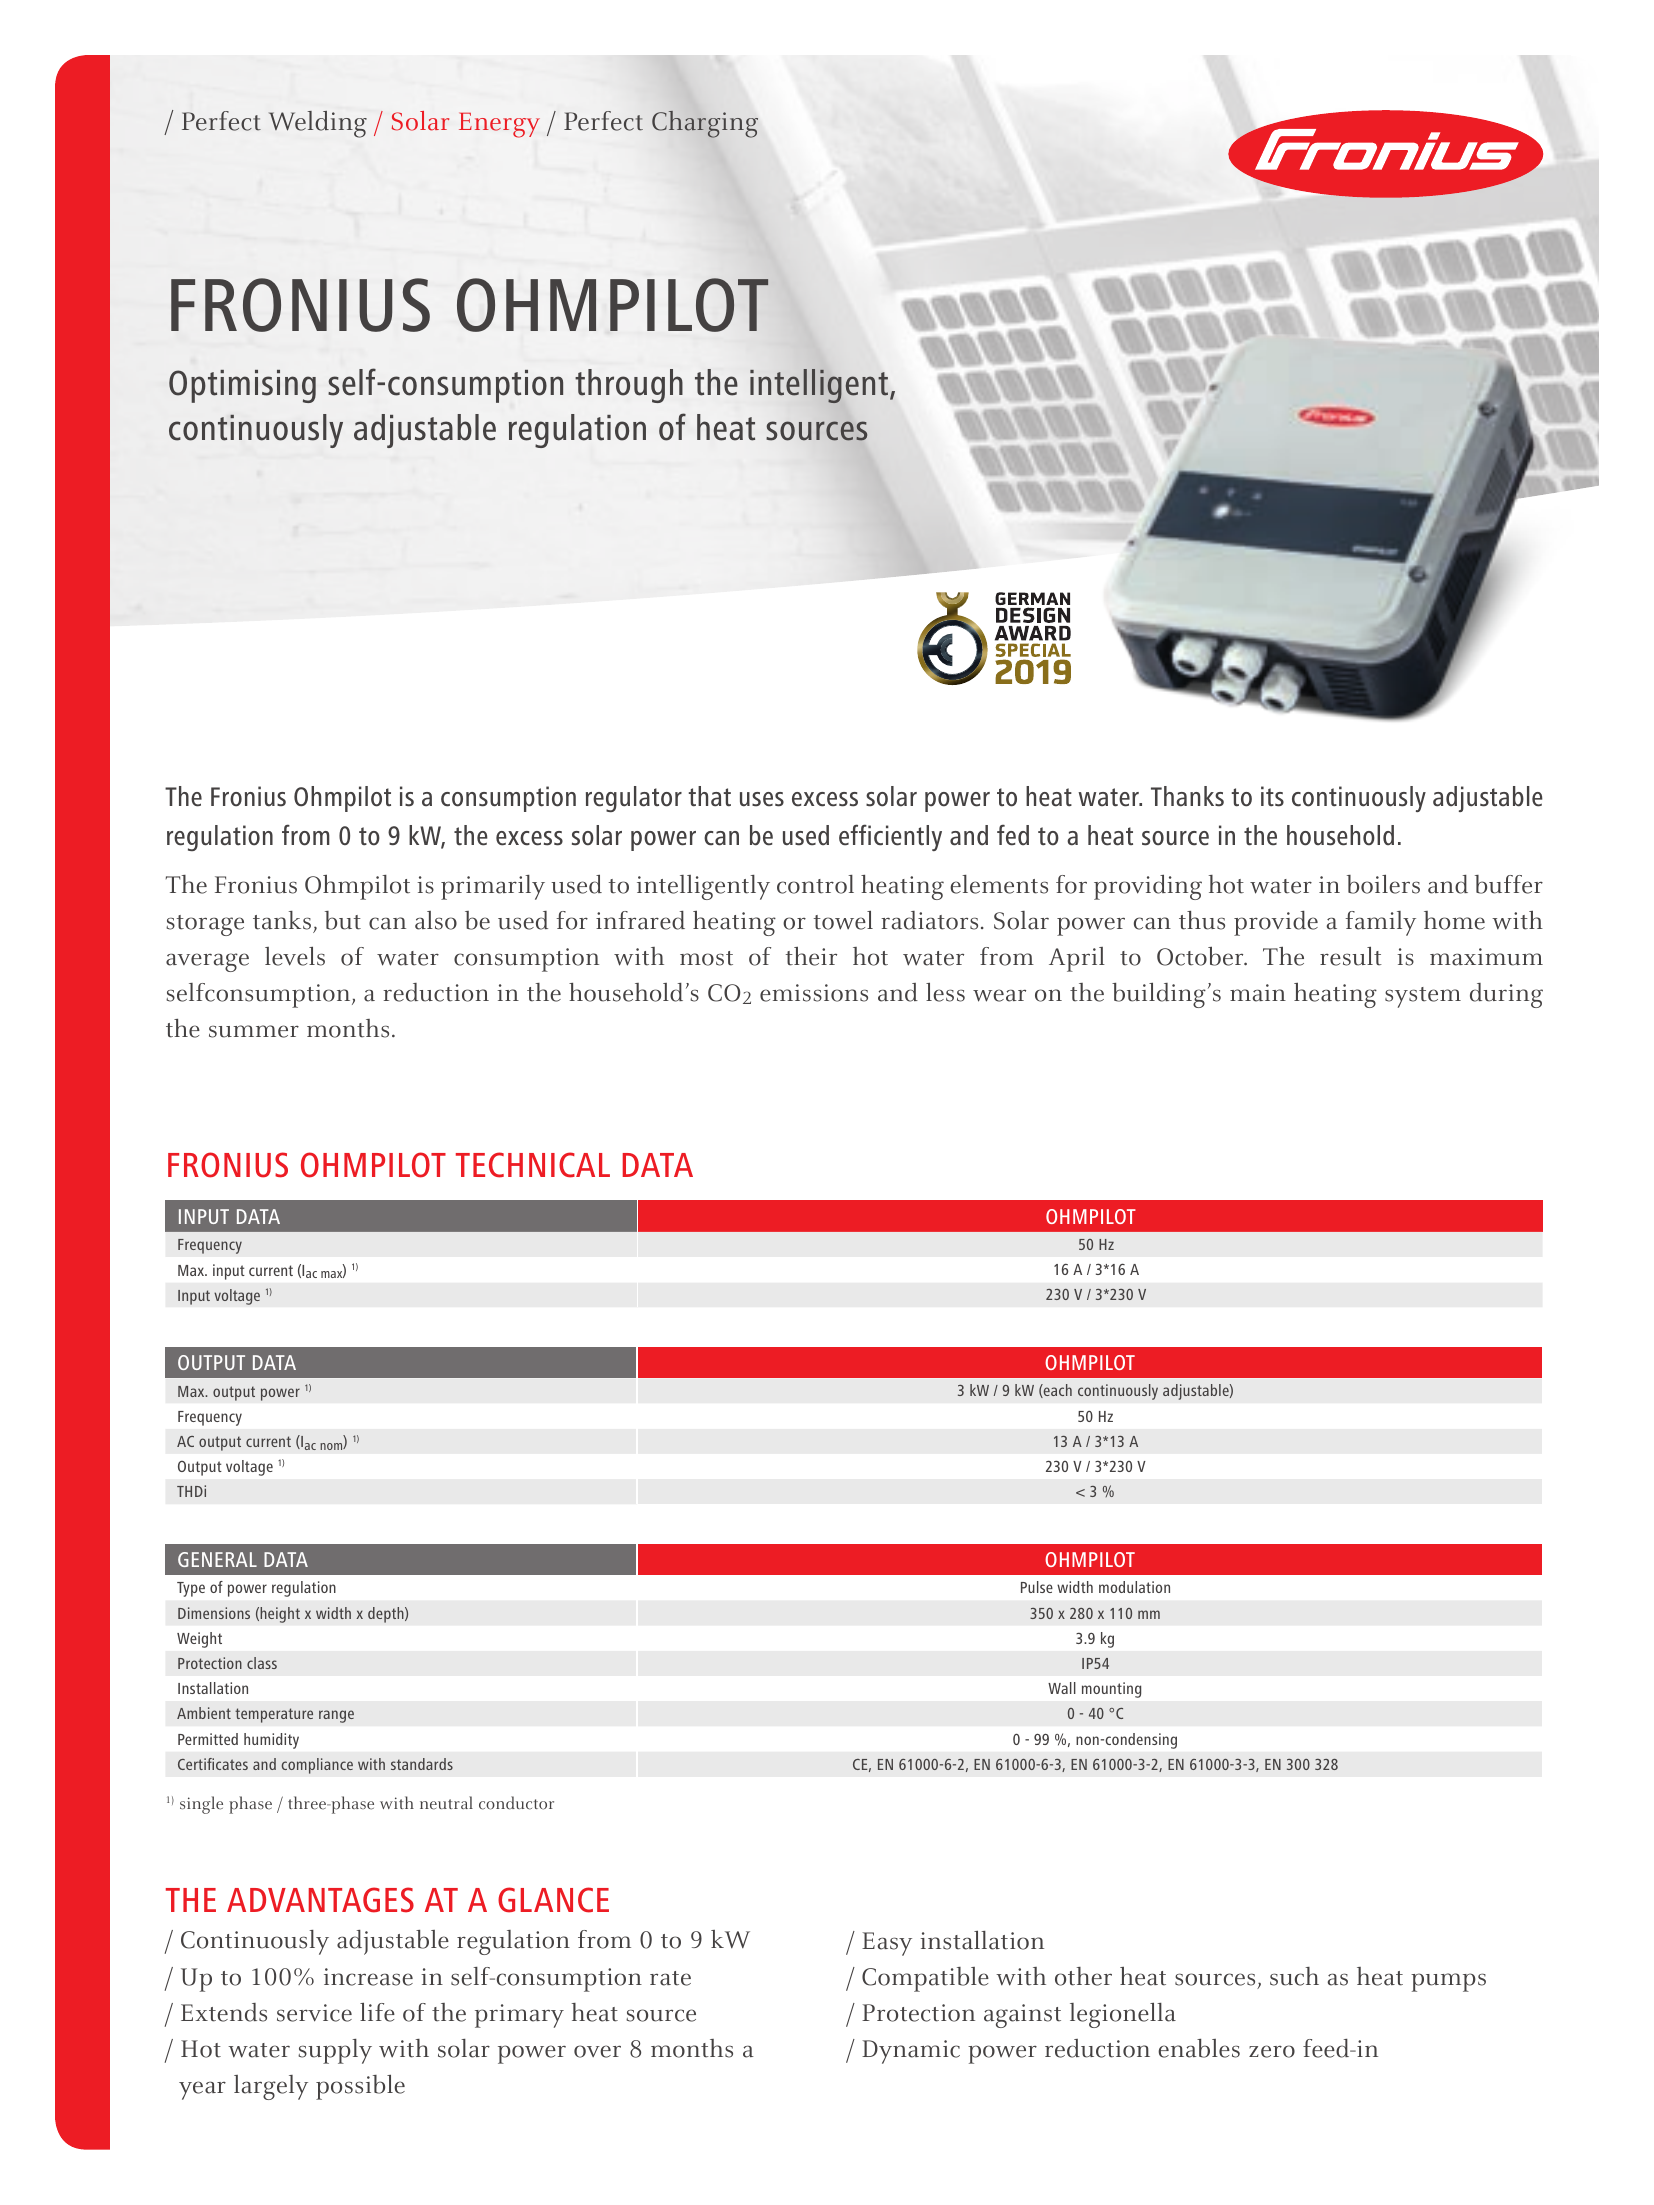 / Perfect Welding / Solar Energy / Perfect Charging
Fronius
FRONIUS OHMPILOT
Optimising self-consumption through the intelligent,
continuously adjustable regulation of heat sources
Fronius
GERMAN
DESIGN
AWARD
SPECIAL
2019
The Fronius Ohmpilot is a consumption regulator that uses excess solar power to heat water. Thanks to its continuously adjustable
regulation from 0 to 9 kW, the excess solar power can be used efficiently and fed to a heat source in the household.
The Fronius Ohmpilot is primarily used to intelligently control heating elements for providing hot water in boilers and buffer
storage tanks, but can also be used for infrared heating or towel radiators. Solar power can thus provide a family home with
average levels of water consumption with most of their hot water from April to October. The result is maximum
selfconsumption, a reduction in the household’s CO₂ emissions and less wear on the building’s main heating system during
the summer months.
FRONIUS OHMPILOT TECHNICAL DATA
INPUT DATA OHMPILOT
Frequency 50 Hz
Max. input current (Iac max) ¹⁾ 16 A / 3*16 A
Input voltage ¹⁾ 230 V / 3*230 V
OUTPUT DATA OHMPILOT
Max. output power ¹⁾ 3 kW / 9 kW (each continuously adjustable)
Frequency 50 Hz
AC output current (Iac nom) ¹⁾ 13 A / 3*13 A
Output voltage ¹⁾ 230 V / 3*230 V
THDi < 3 %
GENERAL DATA OHMPILOT
Type of power regulation Pulse width modulation
Dimensions (height x width x depth) 350 x 280 x 110 mm
Weight 3.9 kg
Protection class IP54
Installation Wall mounting
Ambient temperature range 0 - 40 °C
Permitted humidity 0 - 99 %, non-condensing
Certificates and compliance with standards CE, EN 61000-6-2, EN 61000-6-3, EN 61000-3-2, EN 61000-3-3, EN 300 328
¹⁾ single phase / three-phase with neutral conductor
THE ADVANTAGES AT A GLANCE
/ Continuously adjustable regulation from 0 to 9 kW
/ Up to 100% increase in self-consumption rate
/ Extends service life of the primary heat source
/ Hot water supply with solar power over 8 months a
year largely possible
/ Easy installation
/ Compatible with other heat sources, such as heat pumps
/ Protection against legionella
/ Dynamic power reduction enables zero feed-in